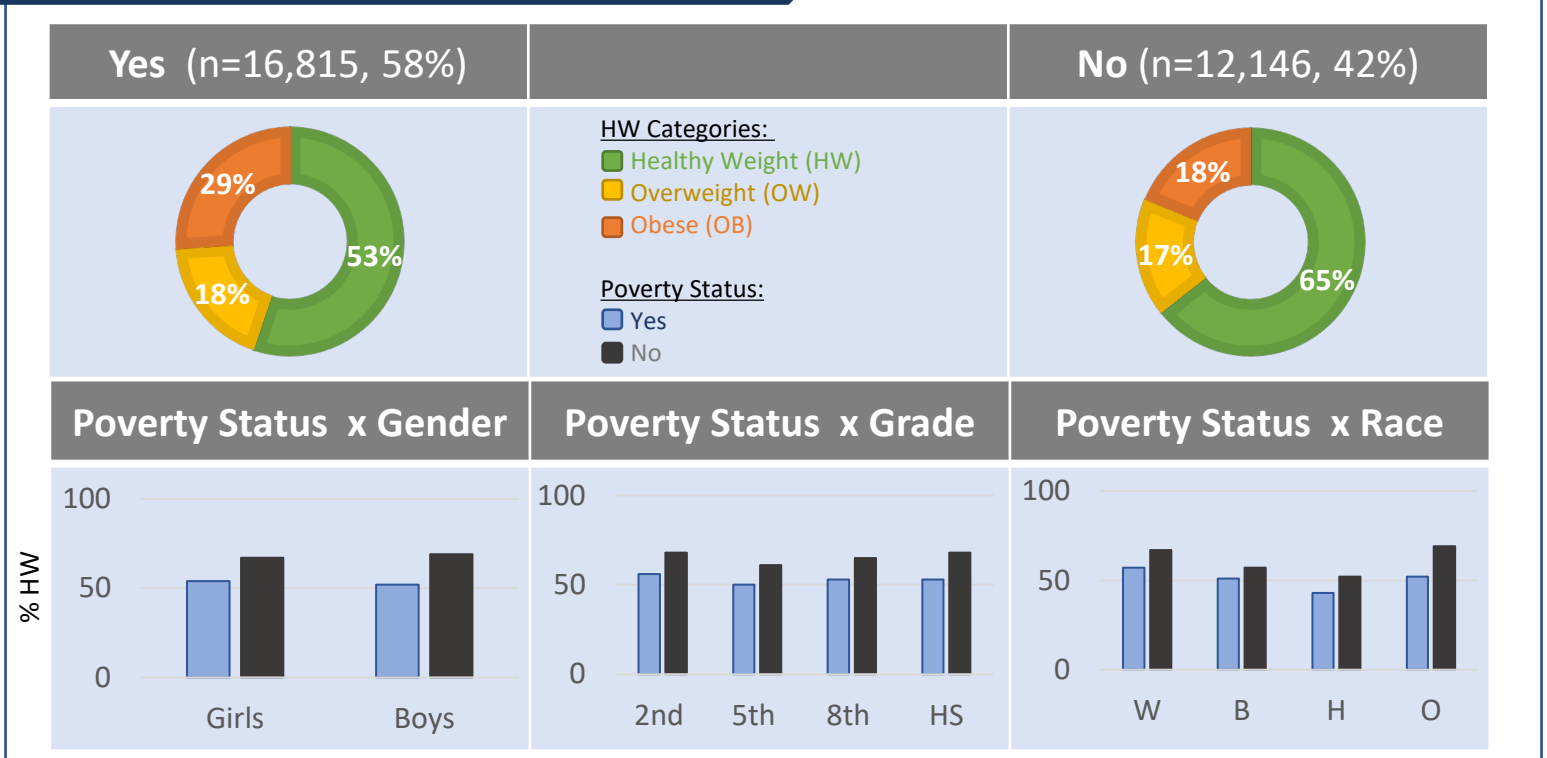 Yes (n=16,815, 58%)
No (n=12,146, 42%)
29%
53%
18%
HW Categories:
Healthy Weight (HW)
Overweight (OW)
Obese (OB)
Poverty Status:
Yes
No
18%
17%
65%
Poverty Status x Gender
Poverty Status x Grade
Poverty Status x Race
% HW
100
50
0
Girls Boys
100
50
0
2nd 5th 8th HS
100
50
0
W B H O